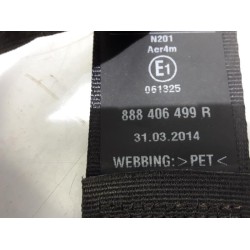 N201
Aer4m
E1
061325
888 406 499 R
31.03.2014
WEBBING: >PET<